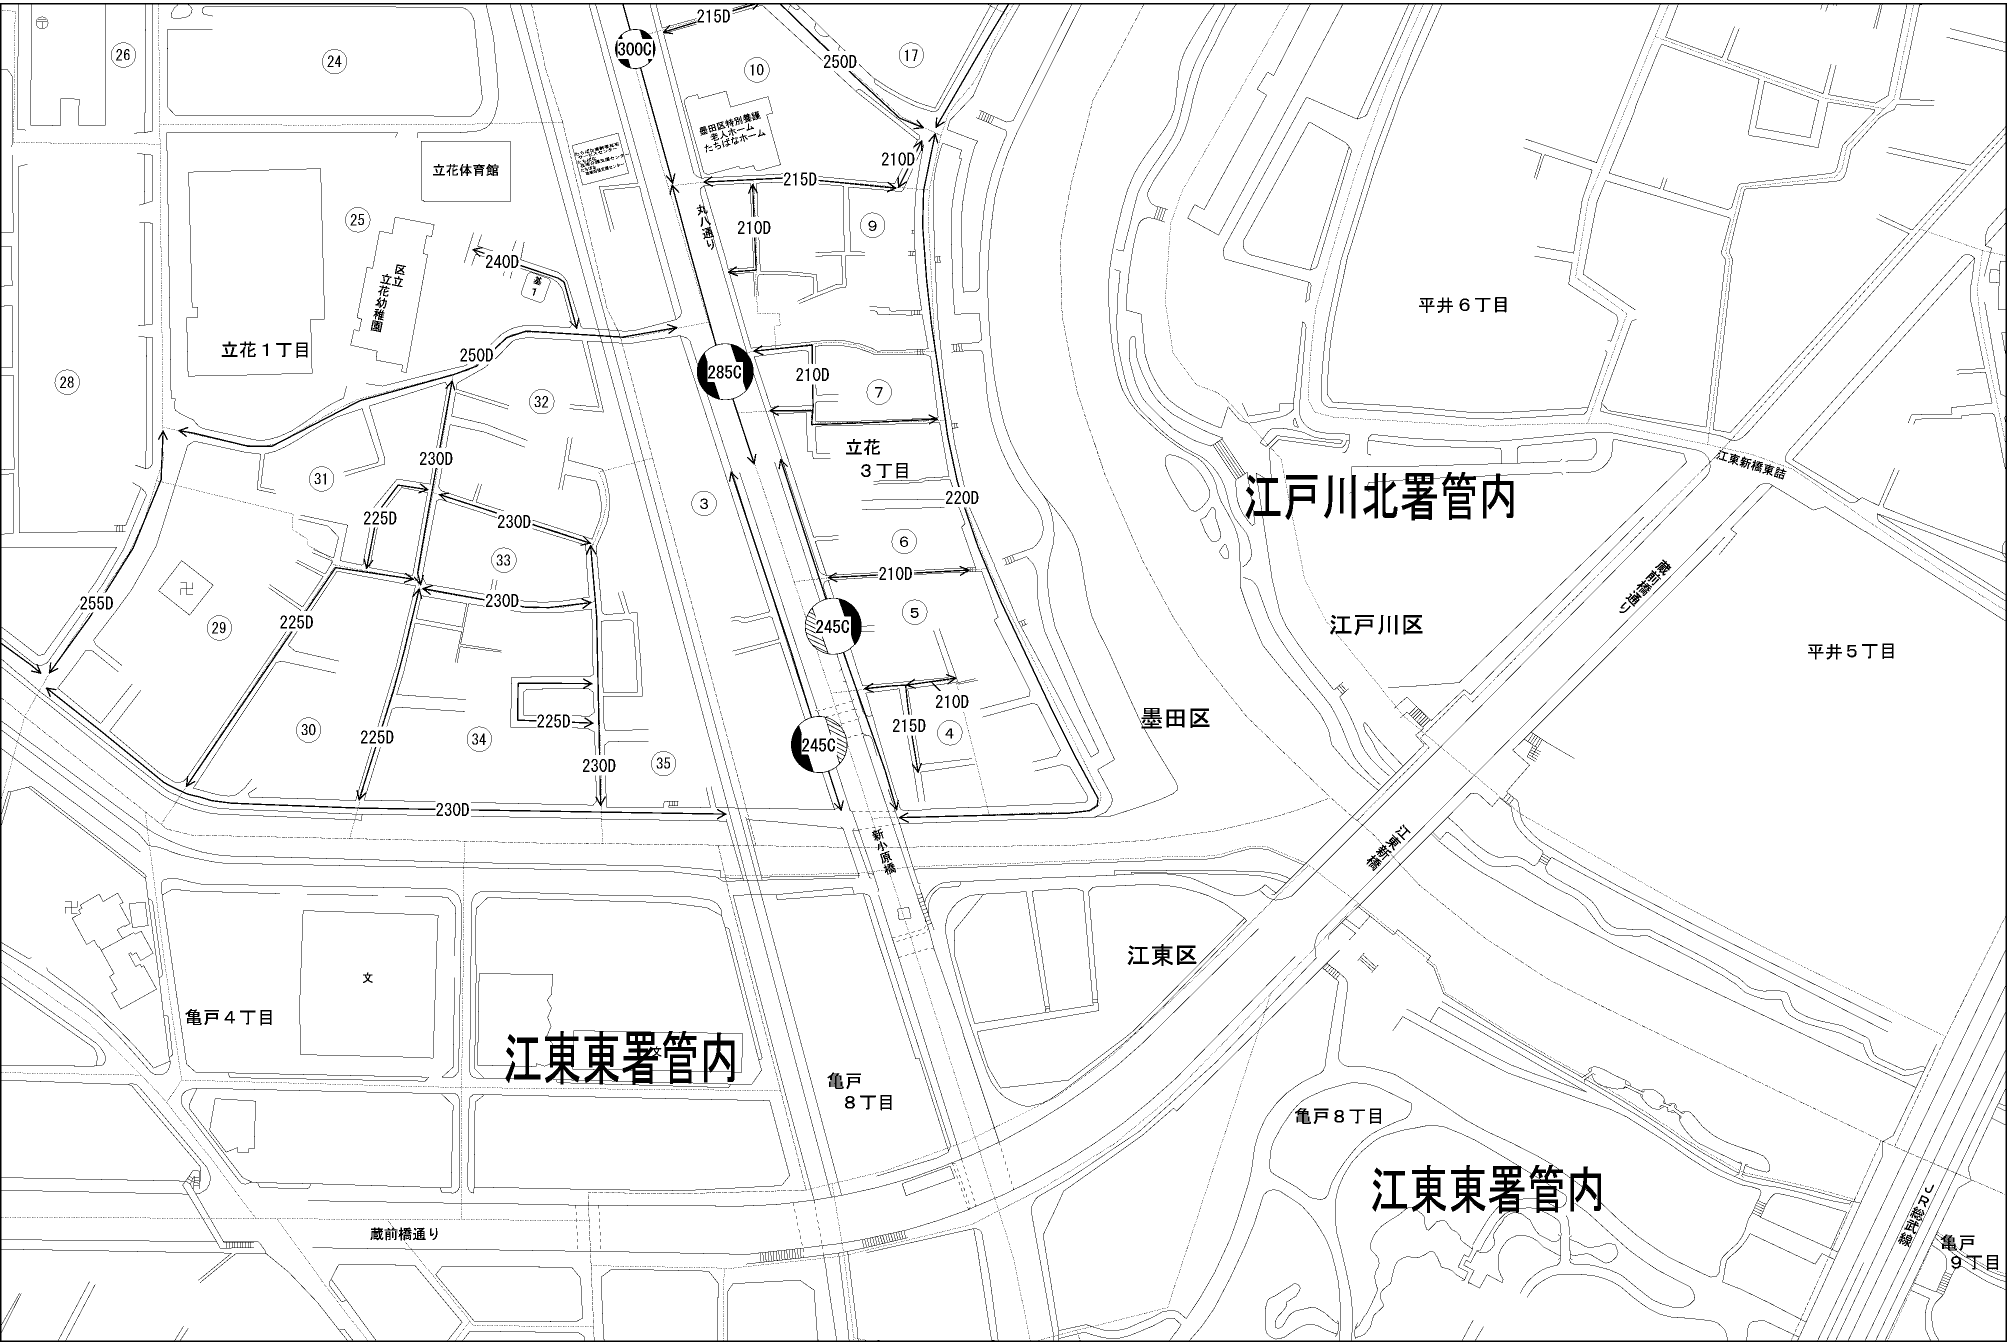 215D
300C
26
24
10
250D
17
墨田区特別養護
老人ホーム
たちばなホーム
立花体育館
210D
215D
25
丸八通り
210D
9
240D
区立
立花幼稚園
基
1
平井6丁目
立花1丁目
250D
285C
210D
7
28
32
立花
3丁目
230D
31
江東新橋東詰
3
220D
江戸川北署管内
225D
230D
6
33
210D
蔵前橋通り
255D
230D
225D
29
5
245C
江戸川区
平井5丁目
210D
墨田区
225D
215D
30
225D
34
4
245C
230D
35
230D
新小原橋
江東新橋
江東区
文
亀戸4丁目
江東東署管内
文
亀戸
8丁目
亀戸8丁目
江東東署管内
JR総武線
蔵前橋通り
亀戸
9丁目